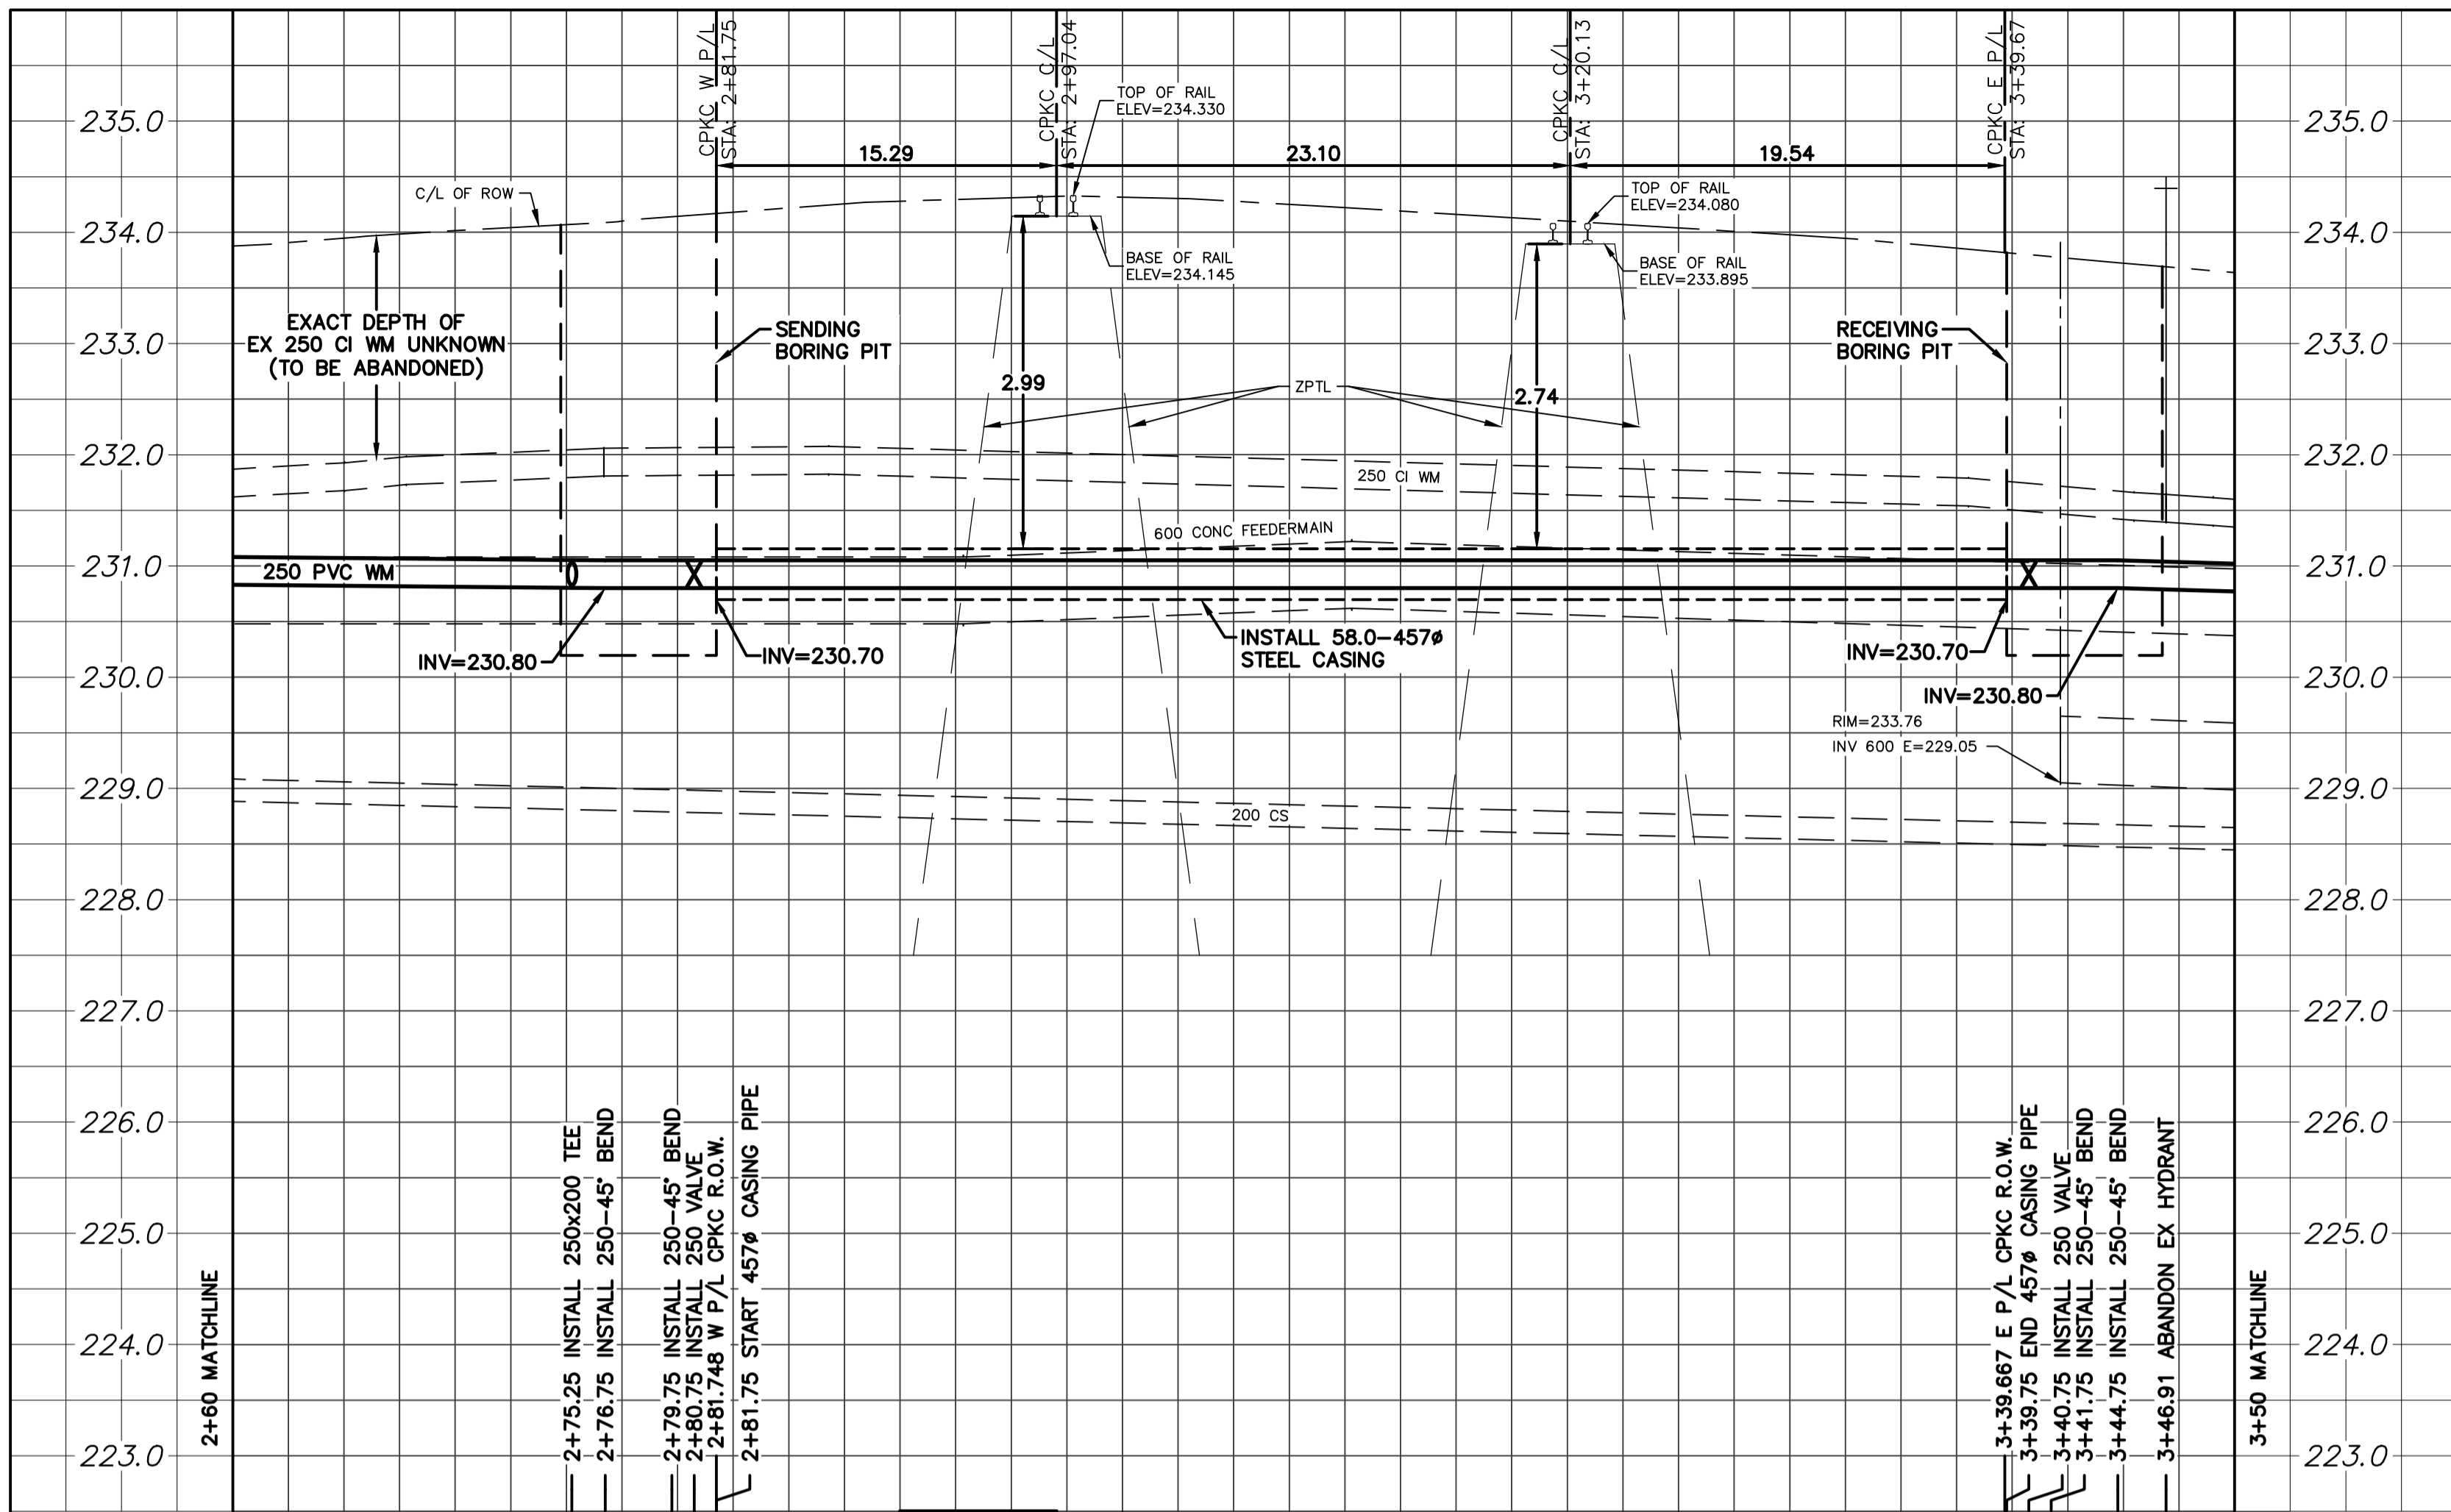 CPKC W P/L
STA: 2+81.75
CPKC C/L
STA: 2+97.04
CPKC C/L
STA: 3+20.13
CPKC E P/L
STA: 3+39.67
TOP OF RAIL
ELEV=234.330
235.0
235.0
15.29
23.10
19.54
C/L OF ROW
TOP OF RAIL
ELEV=234.080
234.0
234.0
BASE OF RAIL
ELEV=234.145
BASE OF RAIL
ELEV=233.895
EXACT DEPTH OF
EX 250 CI WM UNKNOWN
(TO BE ABANDONED)
SENDING
BORING PIT
RECEIVING
BORING PIT
233.0
233.0
2.99
ZPTL
2.74
232.0
232.0
250 CI WM
600 CONC FEEDERMAIN
231.0
250 PVC WM
231.0
INSTALL 58.0-457ø
STEEL CASING
INV=230.80
INV=230.70
INV=230.70
230.0
230.0
INV=230.80
RIM=233.76
INV 600 E=229.05
229.0
229.0
200 CS
228.0
228.0
227.0
227.0
226.0
226.0
225.0
225.0
224.0
224.0
223.0
223.0
2+60 MATCHLINE
2+75.25 INSTALL 250x200 TEE
2+76.75 INSTALL 250-45° BEND
2+79.75 INSTALL 250-45° BEND
2+80.75 INSTALL 250 VALVE
2+81.748 W P/L CPKC R.O.W.
2+81.75 START 457ø CASING PIPE
3+39.667 E P/L CPKC R.O.W.
3+39.75 END 457ø CASING PIPE
3+40.75 INSTALL 250 VALVE
3+41.75 INSTALL 250-45° BEND
3+44.75 INSTALL 250-45° BEND
3+46.91 ABANDON EX HYDRANT
3+50 MATCHLINE